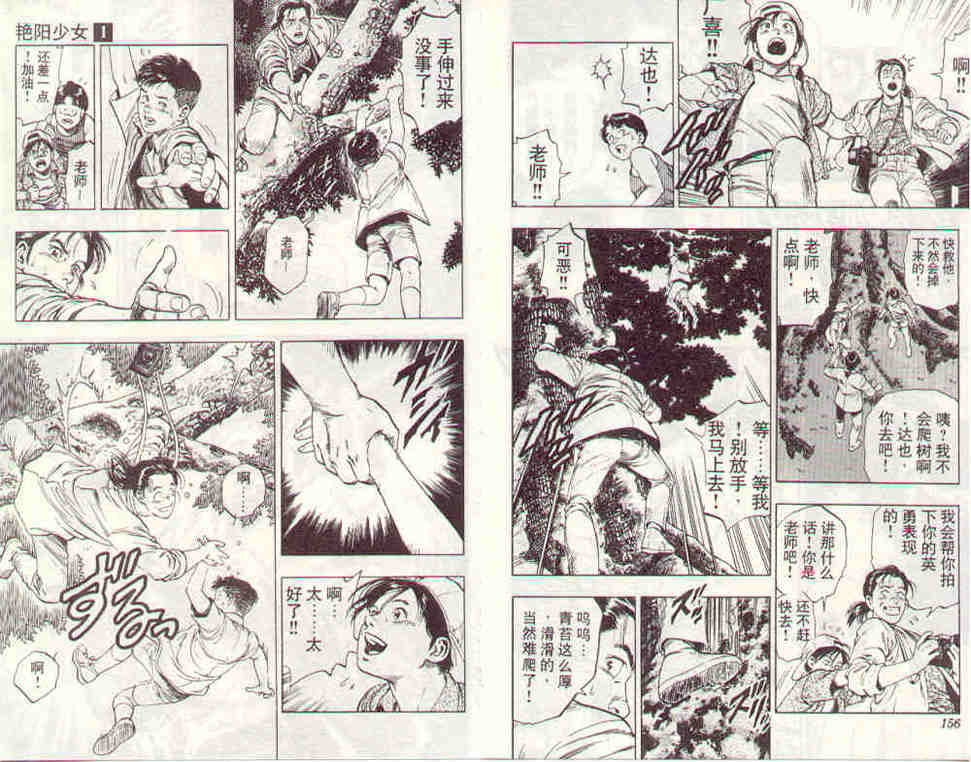 啊!!
广喜!!
达也！
老师!!
快救他，
不然会掉
下来的！
老师，快
点啊！
咦？我不
会爬树啊
！达也，
你去吧！
可恶!!
等……等我
！别放手，
我马上去！
我会帮你拍
下你的英
勇表现
的！
讲那什么
话！你是
老师吧！
还不赶
快去！
呜呜…
青苔这么厚
，滑滑的，
当然难爬了！
156
艳阳少女 1
手伸过来
没事了！
老师—
还差一点
！加油！
老师—
啊…
太……太
好了!!
啊……
啊！